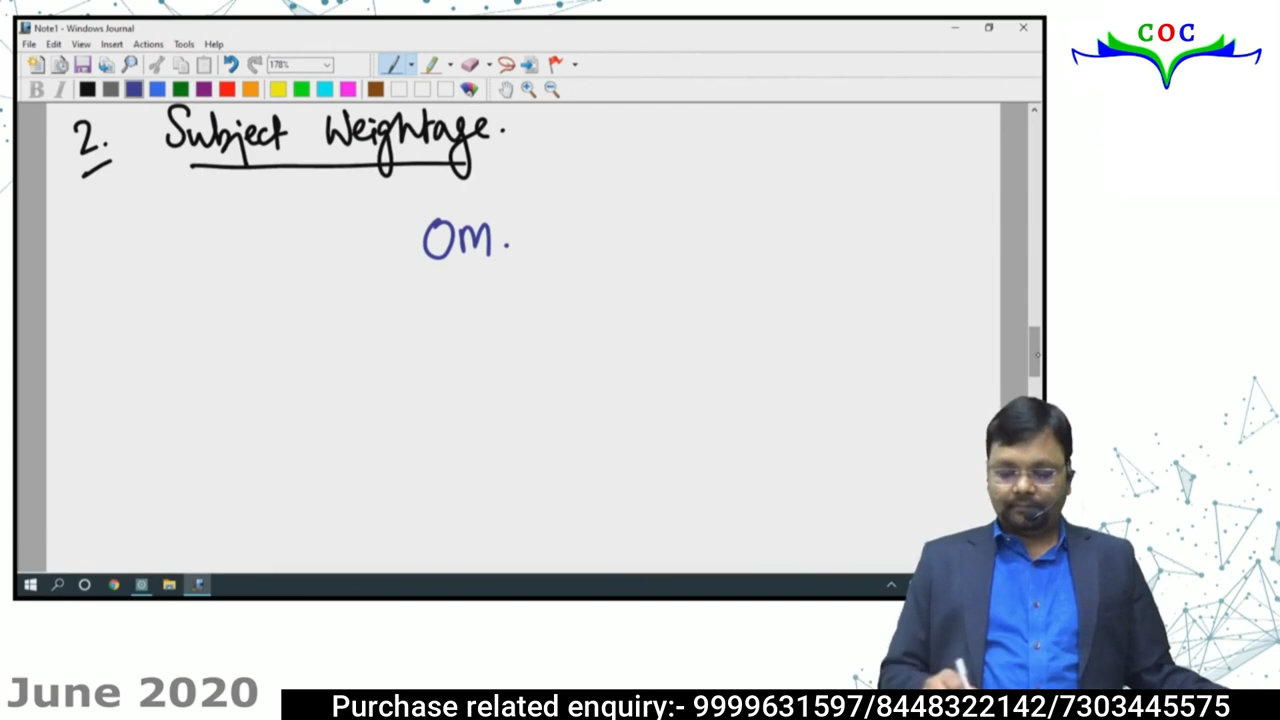 Note1 - Windows Journal
File Edit View Insert Actions Tools Help
178%
B I
COC
2. Subject Weightage.
OM.
June 2020
Purchase related enquiry:- 9999631597/8448322142/7303445575